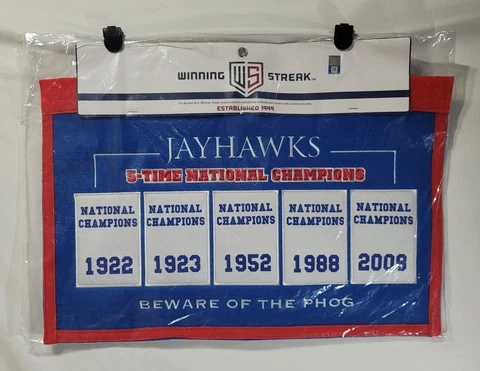 WINNING WS STREAK
ESTABLISHED 1999
JAYHAWKS
5-TIME NATIONAL CHAMPIONS
NATIONAL CHAMPIONS 1922
NATIONAL CHAMPIONS 1923
NATIONAL CHAMPIONS 1952
NATIONAL CHAMPIONS 1988
NATIONAL CHAMPIONS 2008
BEWARE OF THE PHOG